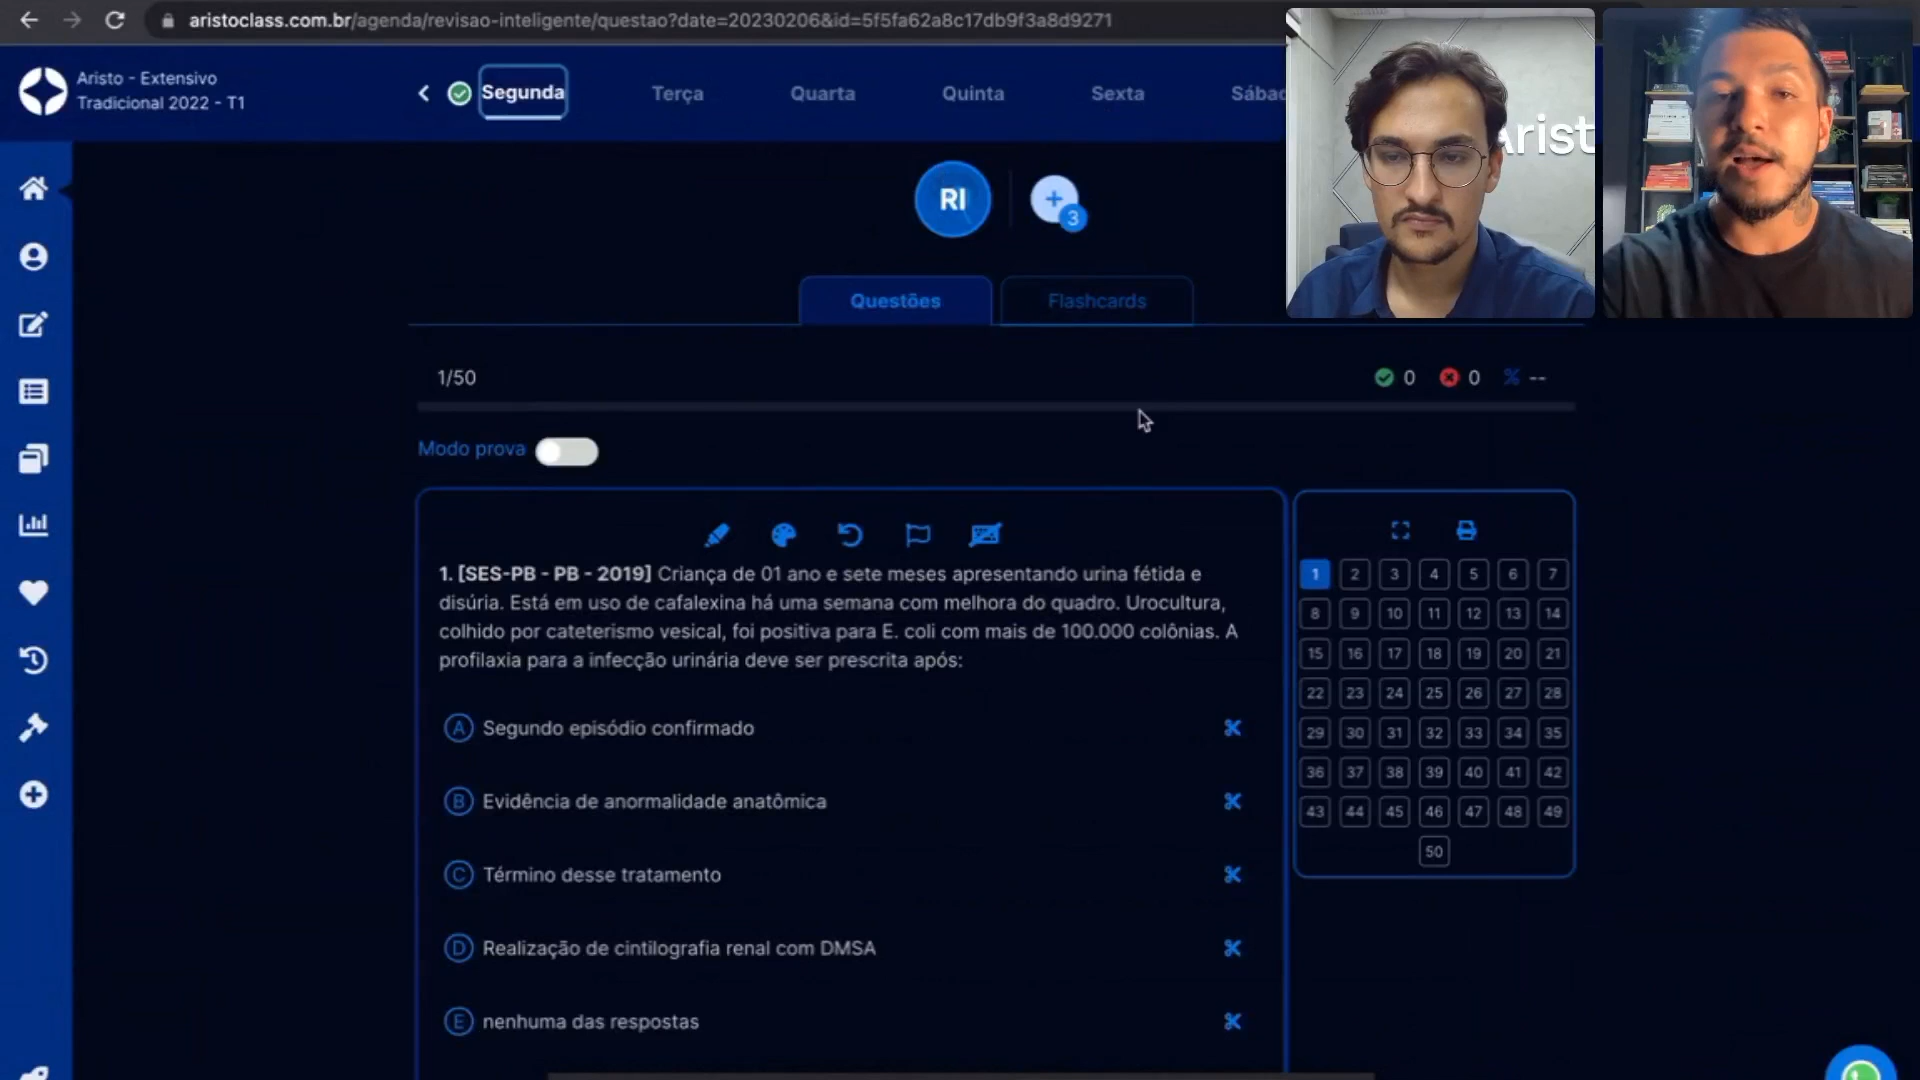 aristoclass.com.br/agenda/revisao-inteligente/questao?date=20230206&id=5f5fa62a8c17db9f3a8d9271
Aristo - Extensivo
Tradicional 2022 - T1
Segunda
Terça
Quarta
Quinta
Sexta
Sábad
Arist
RI
3
Questões
Flashcards
1/50
0
0
% --
Modo prova
1. [SES-PB - PB - 2019] Criança de 01 ano e sete meses apresentando urina fétida e
disúria. Está em uso de cafalexina há uma semana com melhora do quadro. Urocultura,
colhido por cateterismo vesical, foi positiva para E. coli com mais de 100.000 colônias. A
profilaxia para a infecção urinária deve ser prescrita após:
A Segundo episódio confirmado
B Evidência de anormalidade anatômica
C Término desse tratamento
D Realização de cintilografia renal com DMSA
E nenhuma das respostas
1 2 3 4 5 6 7
8 9 10 11 12 13 14
15 16 17 18 19 20 21
22 23 24 25 26 27 28
29 30 31 32 33 34 35
36 37 38 39 40 41 42
43 44 45 46 47 48 49
50